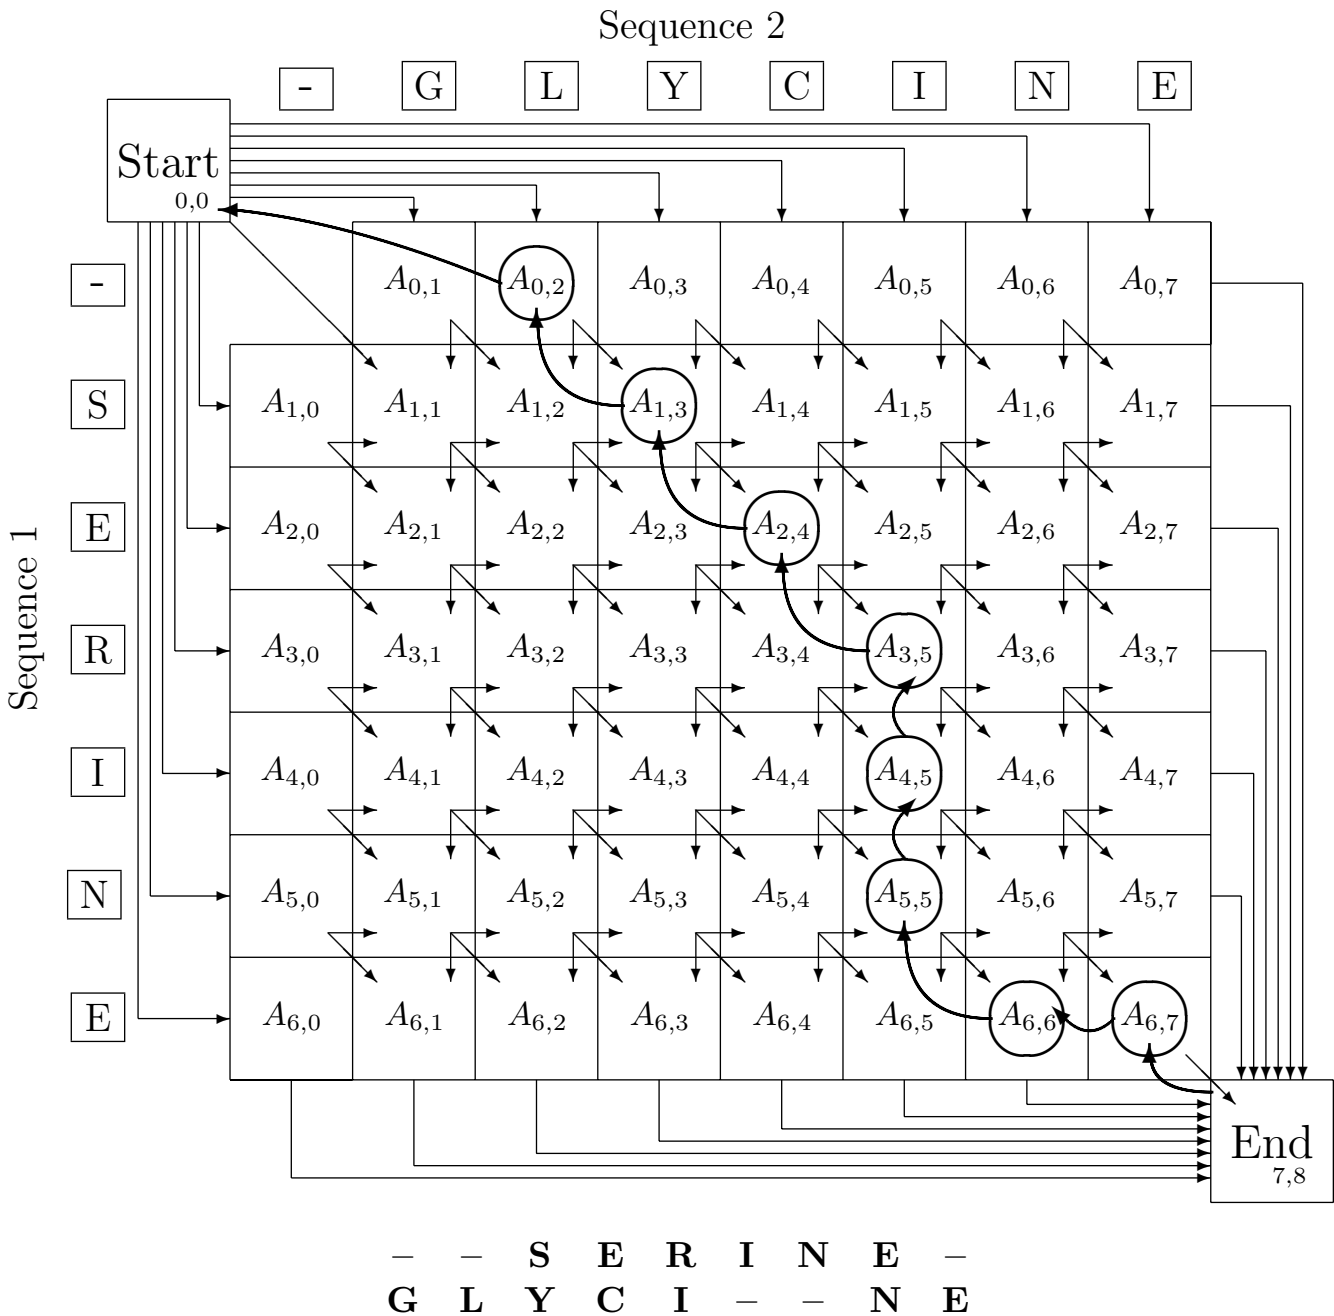 Sequence 2
- G L Y C I N E
Start
0,0
- A0,1 A0,2 A0,3 A0,4 A0,5 A0,6 A0,7
S A1,0 A1,1 A1,2 A1,3 A1,4 A1,5 A1,6 A1,7
E A2,0 A2,1 A2,2 A2,3 A2,4 A2,5 A2,6 A2,7
Sequence 1
R A3,0 A3,1 A3,2 A3,3 A3,4 A3,5 A3,6 A3,7
I A4,0 A4,1 A4,2 A4,3 A4,4 A4,5 A4,6 A4,7
N A5,0 A5,1 A5,2 A5,3 A5,4 A5,5 A5,6 A5,7
E A6,0 A6,1 A6,2 A6,3 A6,4 A6,5 A6,6 A6,7
End
7,8
– – S E R I N E –
G L Y C I – – N E